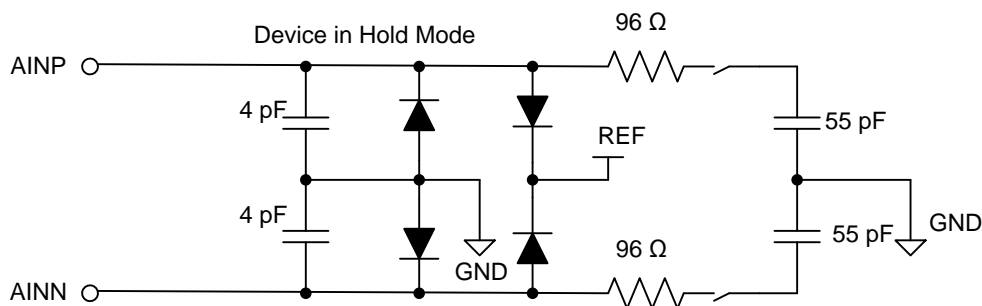 Device in Hold Mode
96 Ω
AINP
4 pF
REF
55 pF
4 pF
GND
96 Ω
55 pF
GND
AINN